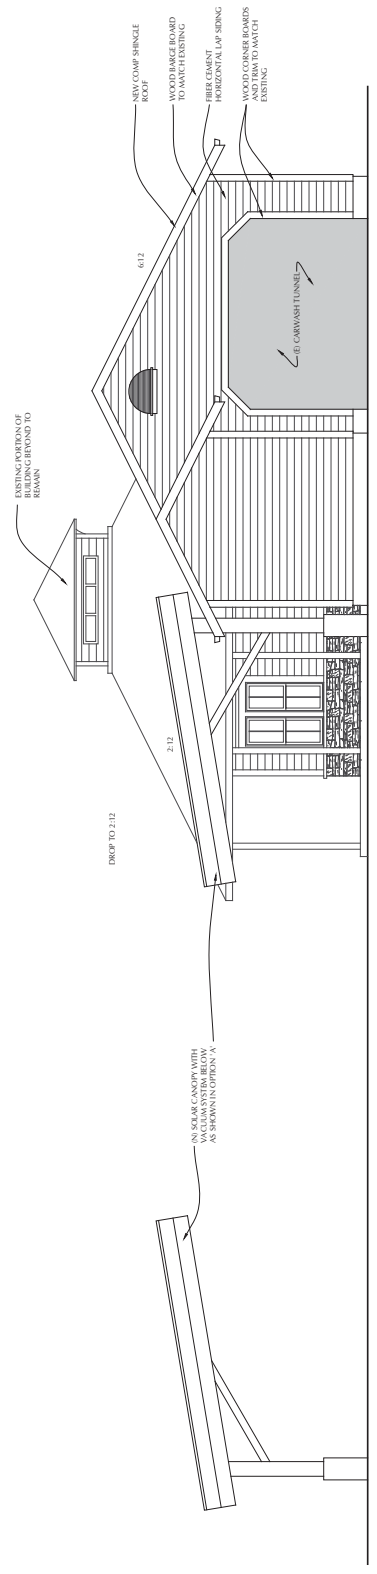 EXISTING PORTION OF
BUILDING BEYOND TO
REMAIN
NEW COMP SHINGLE
ROOF
WOOD BARGE BOARD
TO MATCH EXISTING
FIBER CEMENT
HORIZONTAL LAP SIDING
WOOD CORNER BOARDS
AND TRIM TO MATCH
EXISTING
DROP TO 2:12
6:12
2:12
(E) CARWASH TUNNEL
(N) SOLAR CANOPY WITH
VACUUM SYSTEM BELOW
AS SHOWN IN OPTION 'A'